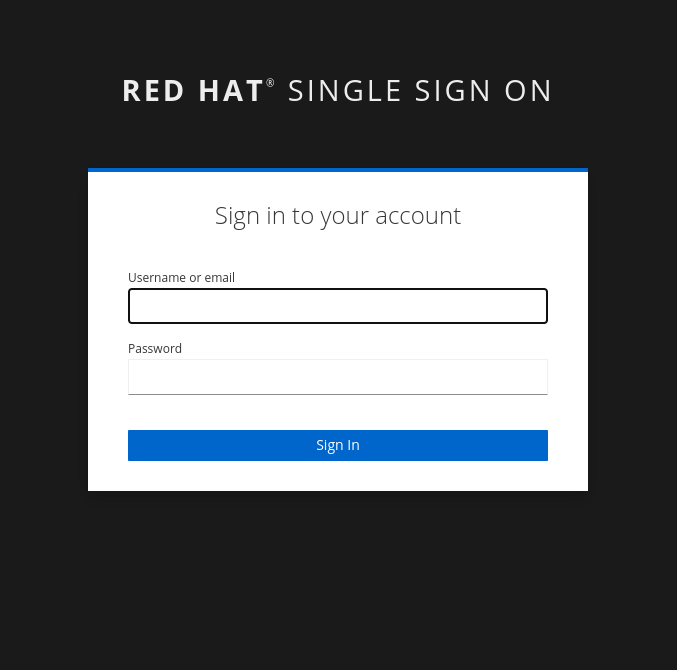 RED HAT® SINGLE SIGN ON
Sign in to your account
Username or email
Password
Sign In